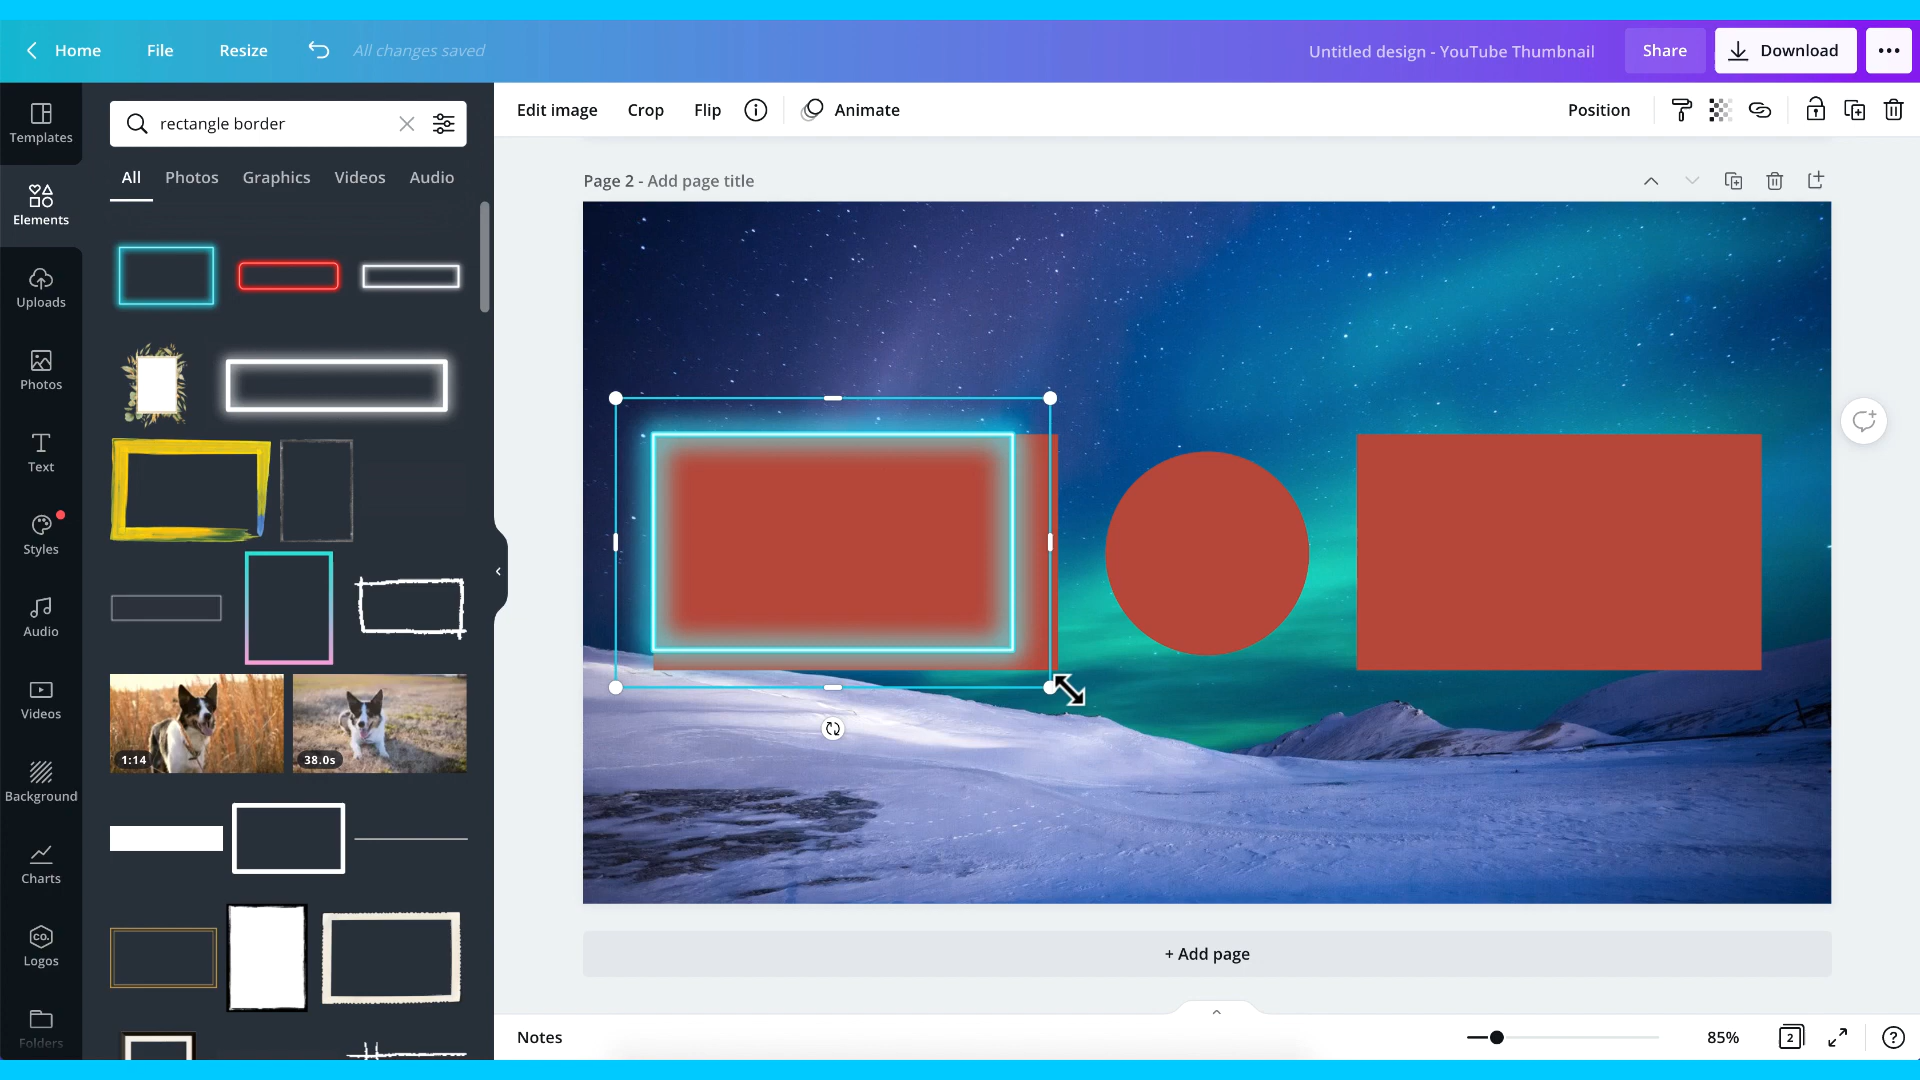 Home File Resize All changes saved Untitled design - YouTube Thumbnail Share Download
rectangle border
Edit image Crop Flip Animate Position
All Photos Graphics Videos Audio
Page 2 - Add page title
Templates
Elements
Uploads
Photos
Text
Styles
Audio
Videos
Background
Charts
CO.
Logos
Folders
1:14
38.0s
+ Add page
Notes
85%
2
?